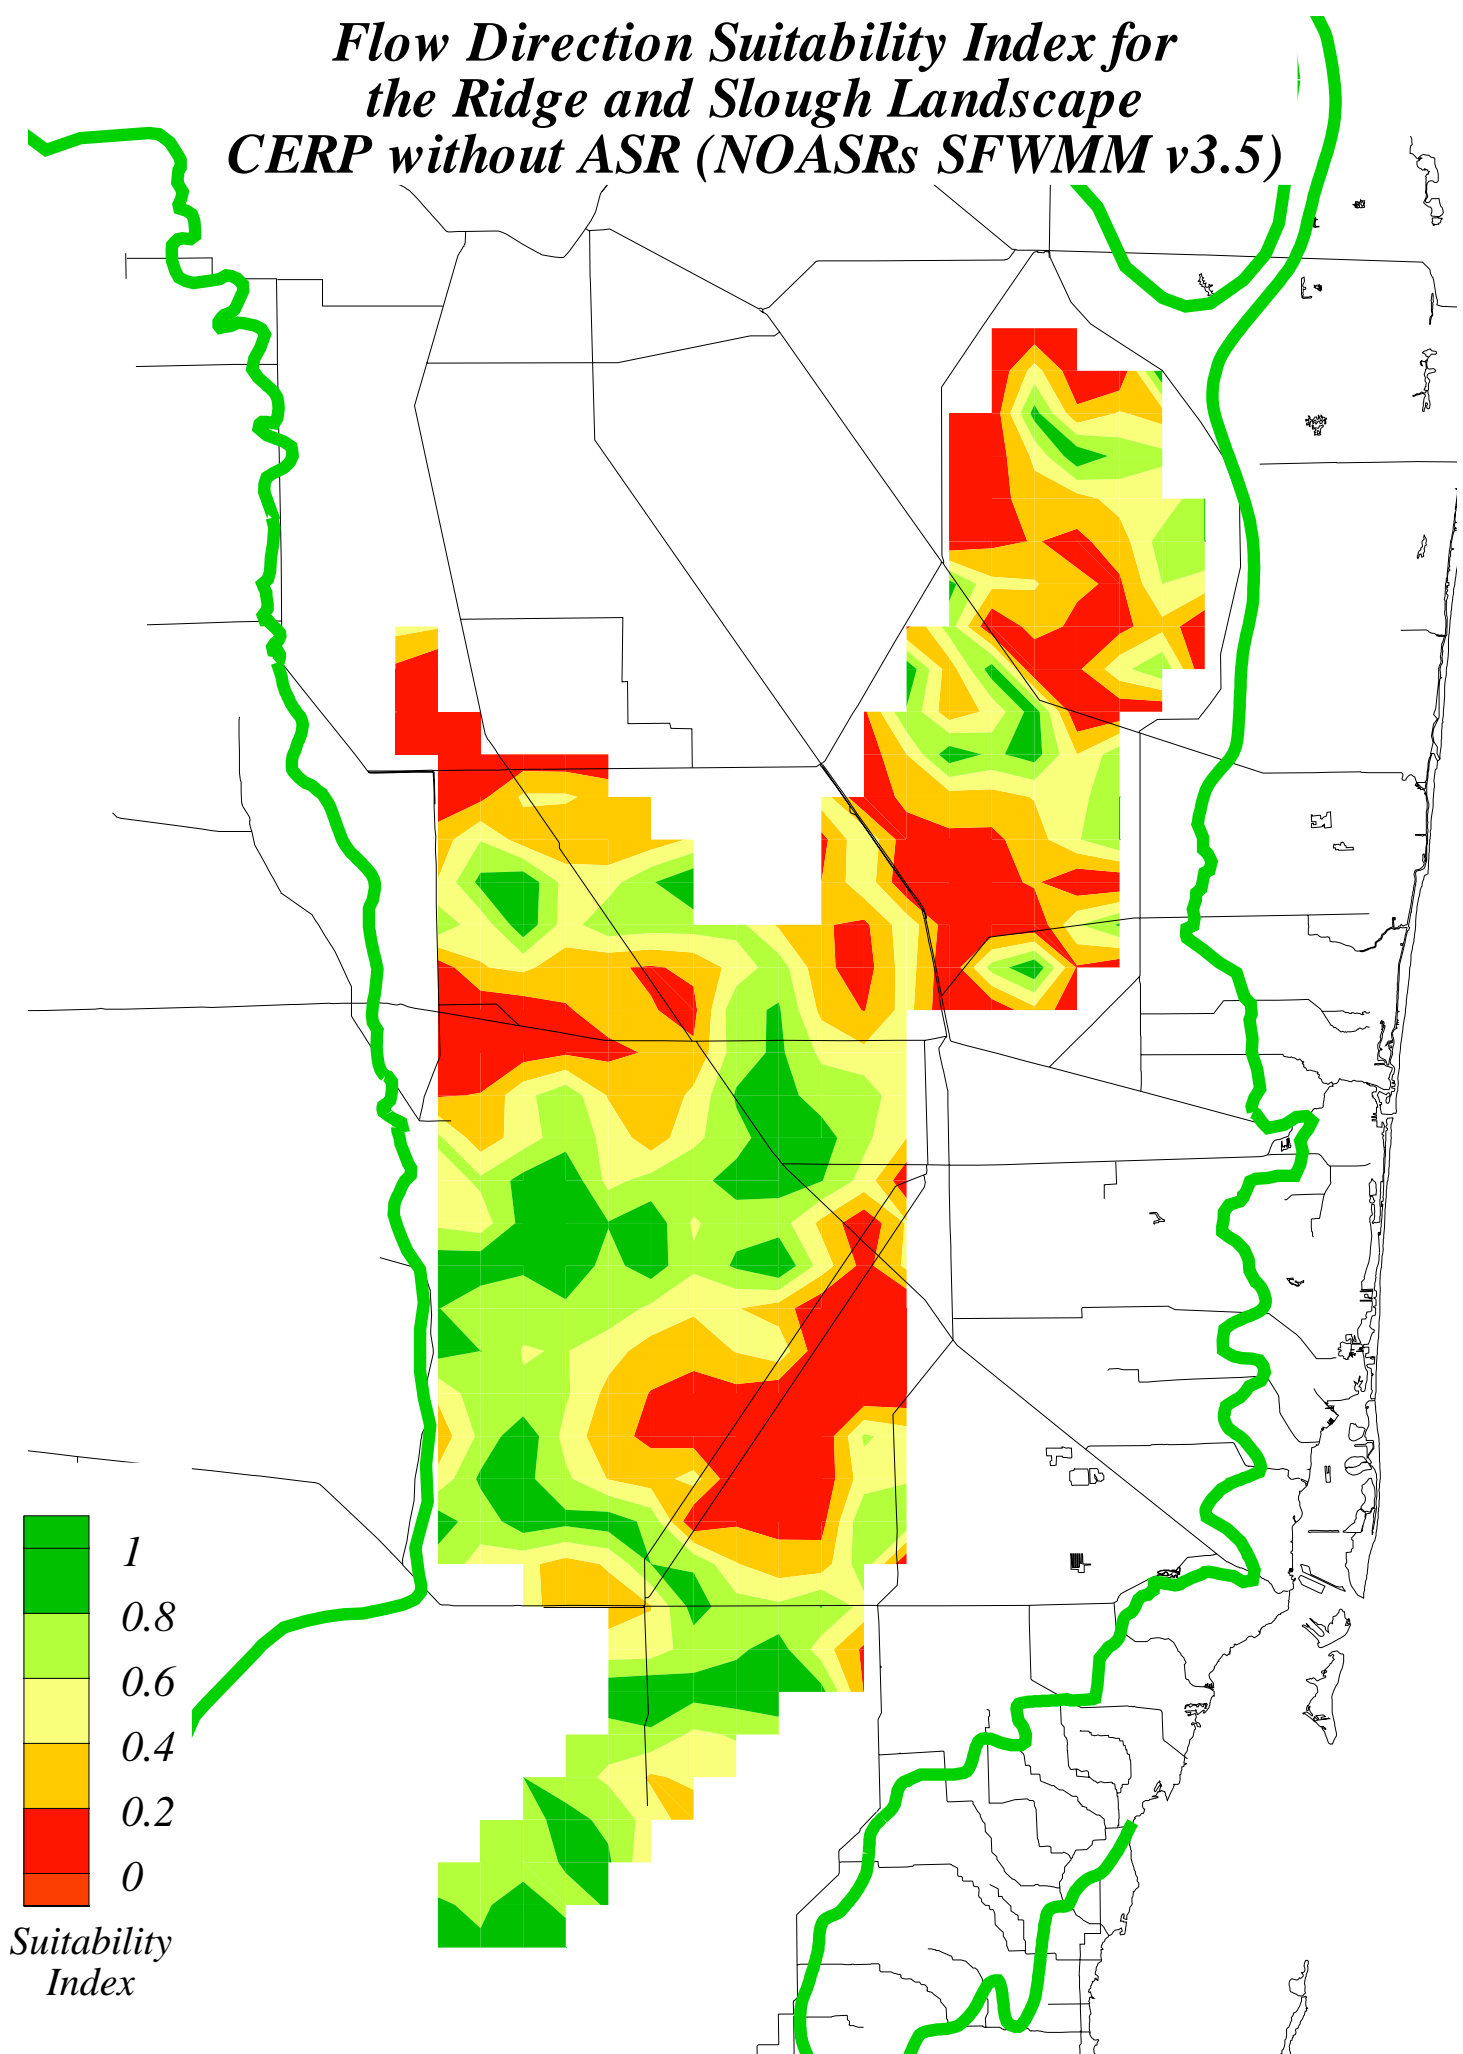 Flow Direction Suitability Index for
the Ridge and Slough Landscape
CERP without ASR (NOASRs SFWMM v3.5)
1
0.8
0.6
0.4
0.2
0
Suitability
Index